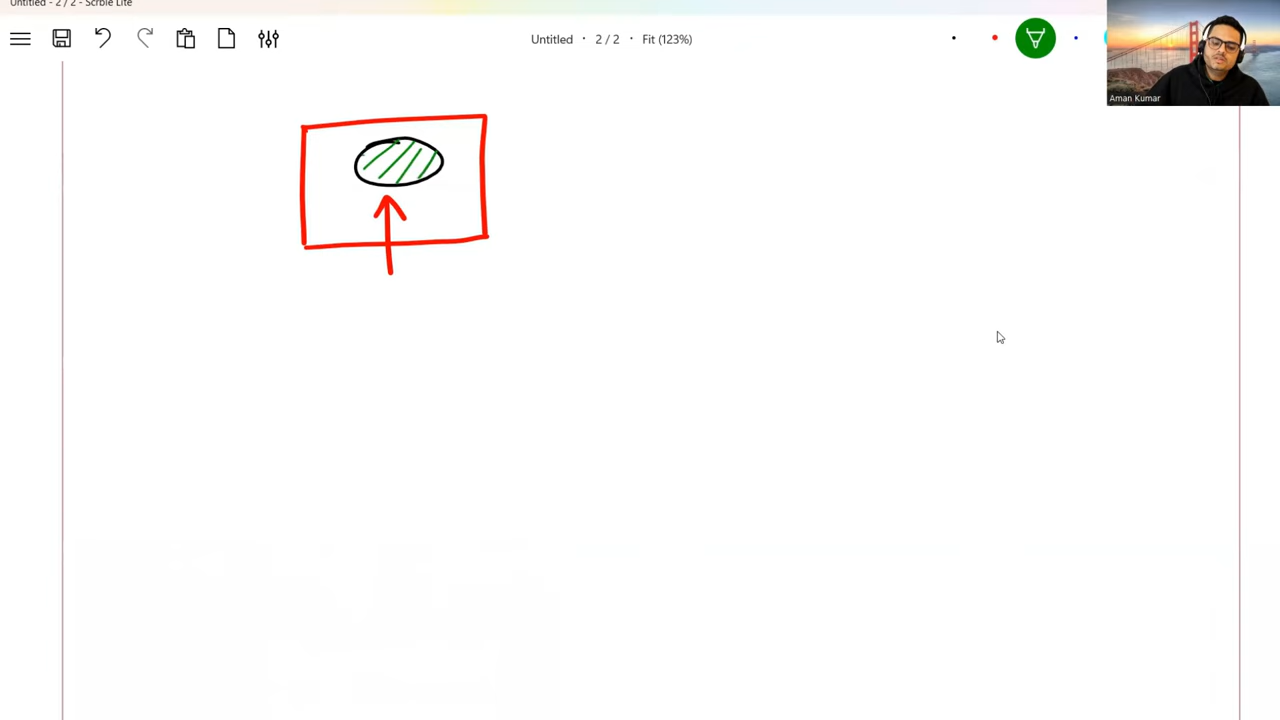 Untitled - 2 / 2 - Scrble Lite
Untitled · 2 / 2 · Fit (123%)
Aman Kumar